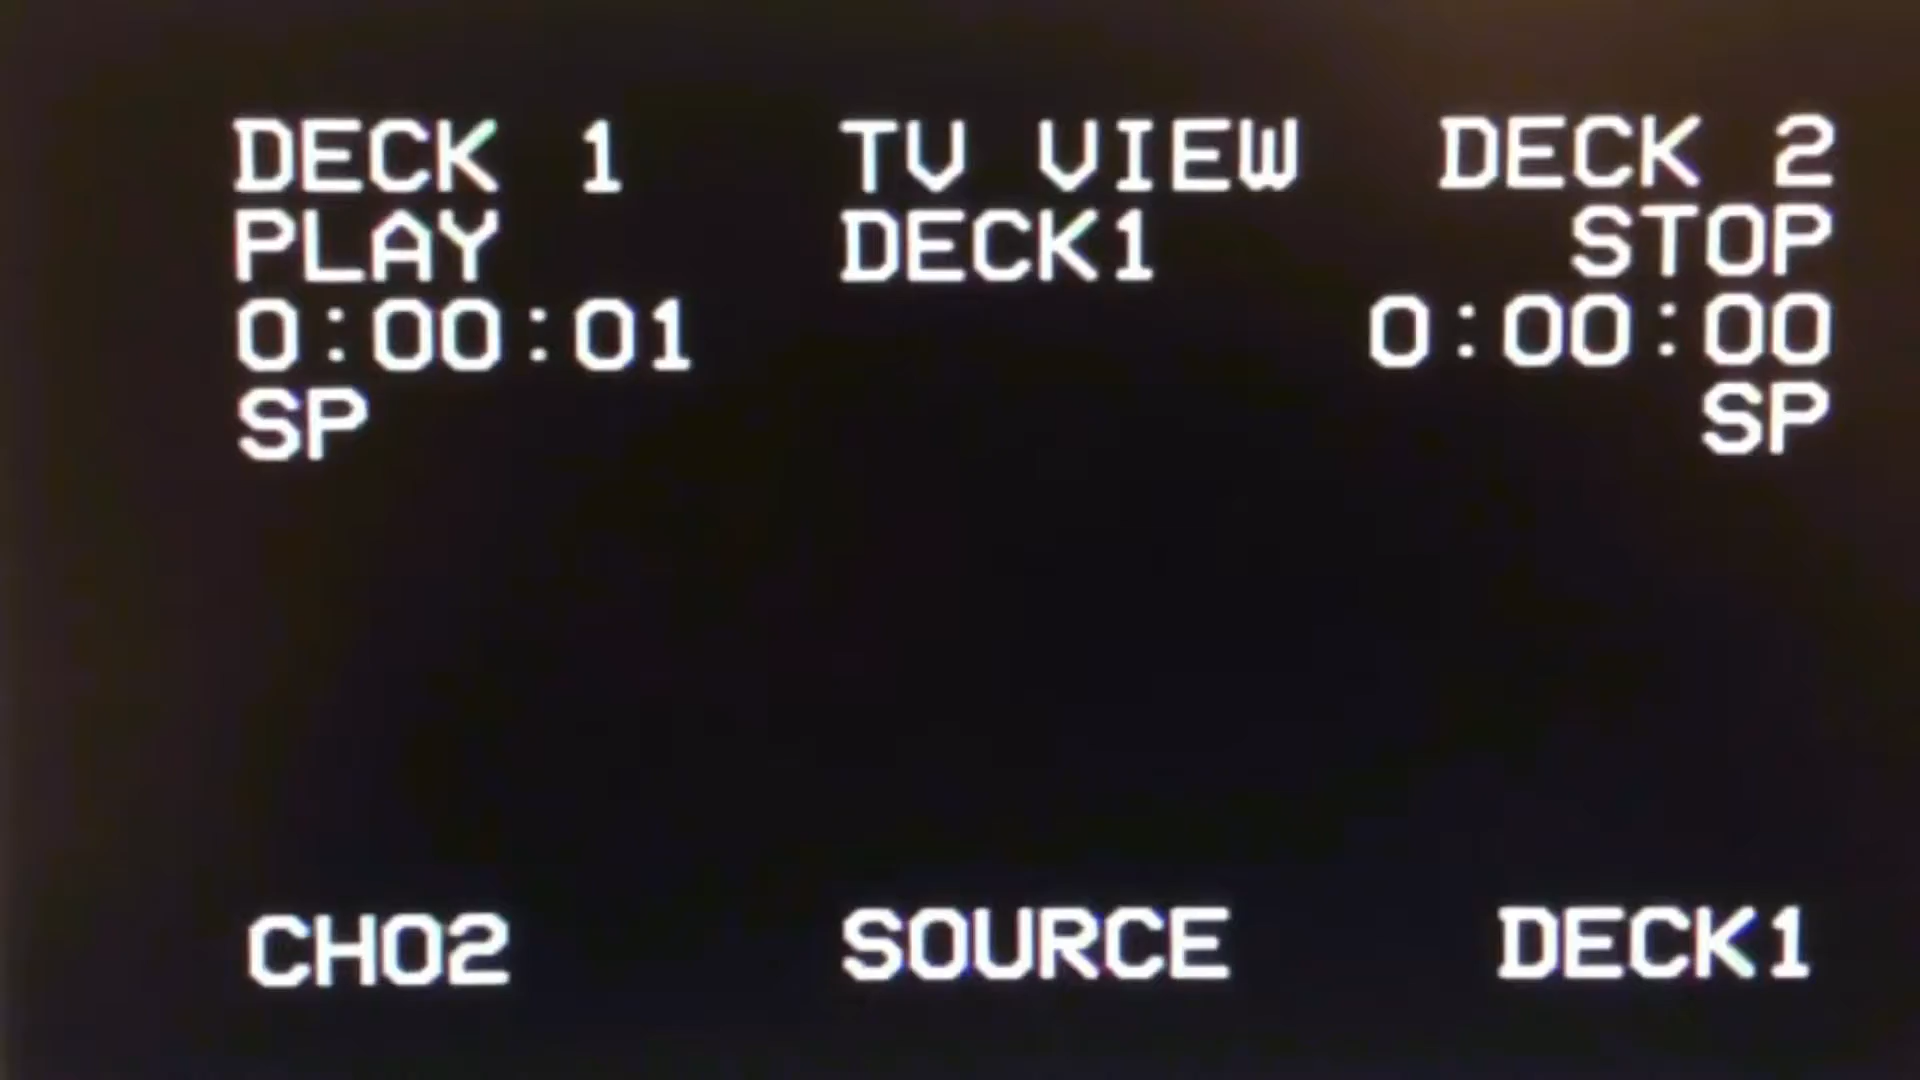 DECK 1 TV VIEW DECK 2
PLAY DECK1 STOP
0:00:01 0:00:00
SP SP
CH02 SOURCE DECK1